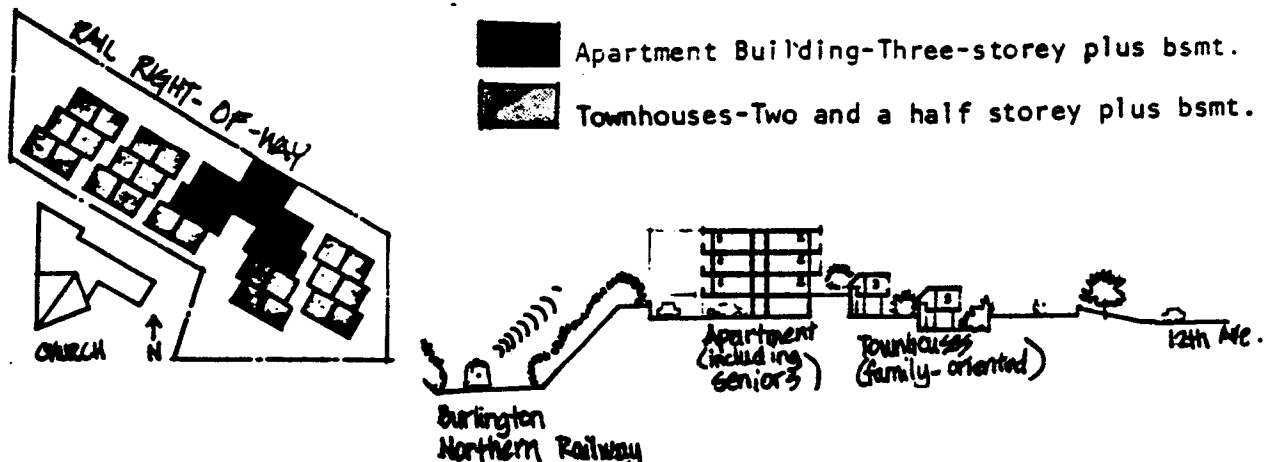 RAIL RIGHT-OF-WAY
CHURCH
N
Apartment Building-Three-storey plus bsmt.
Townhouses-Two and a half storey plus bsmt.
Apartment
(including
seniors)
Townhouses
(family-oriented)
12th Ave.
Burlington
Northern Railway